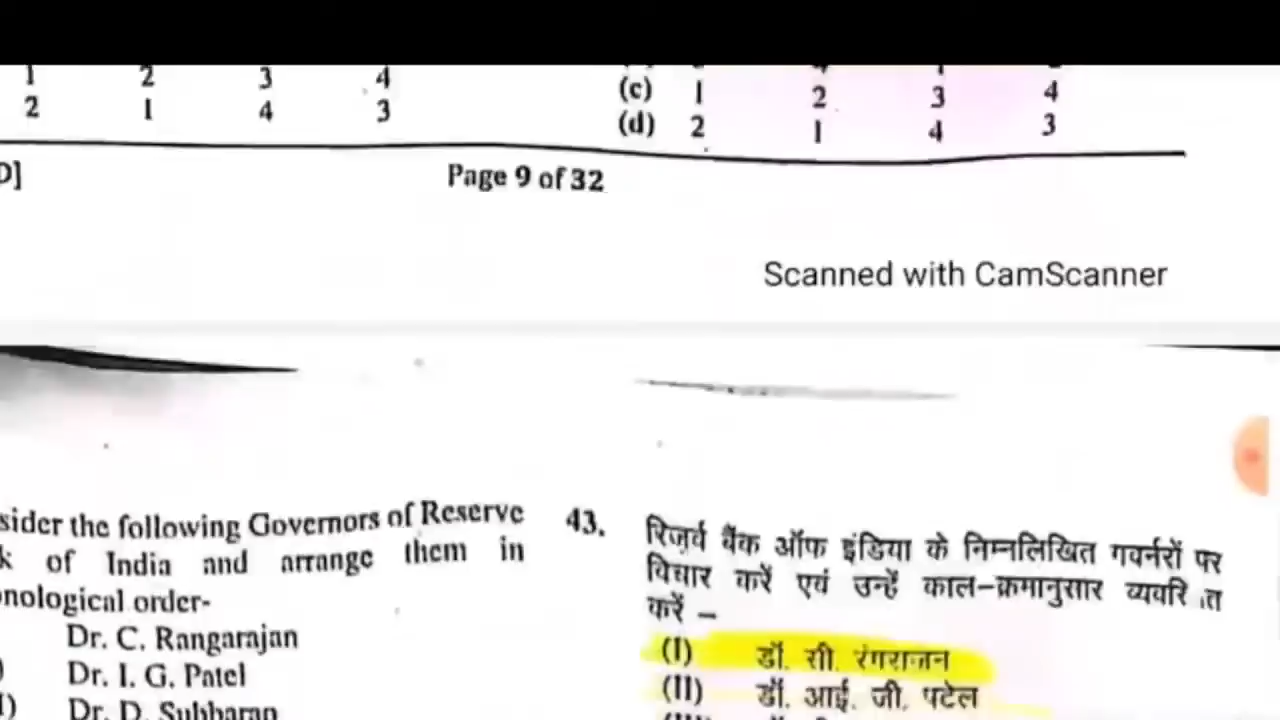 1 2 3 4
2 1 4 3
(c) 1 2 3 4
(d) 2 1 4 3
D]
Page 9 of 32
Scanned with CamScanner
sider the following Governors of Reserve
k of India and arrange them in
nological order-
Dr. C. Rangarajan
) Dr. I. G. Patel
I) Dr. D. Subbarao
43. रिजर्व बैंक ऑफ इंडिया के निम्नलिखित गवर्नरों पर
विचार करें एवं उन्हें काल-क्रमानुसार
करें –
(I) डॉ. सी. रंगराजन
(II) डॉ. आई. जी. पटेल